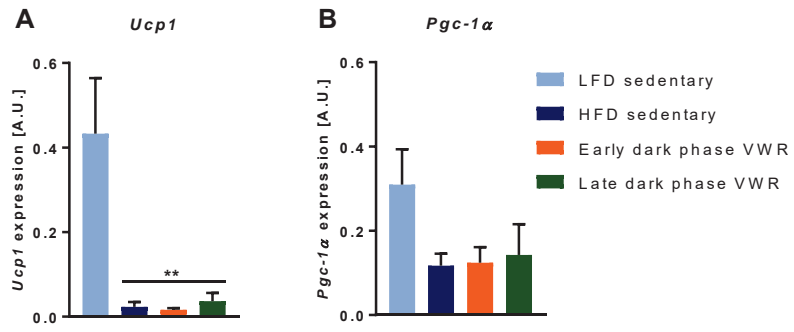 A
Ucp1
B
Pgc-1α
Ucp1 expression [A.U.]
0.6
0.4
0.2
0.0
**
Pgc-1α expression [A.U.]
0.6
0.4
0.2
0.0
LFD sedentary
HFD sedentary
Early dark phase VWR
Late dark phase VWR